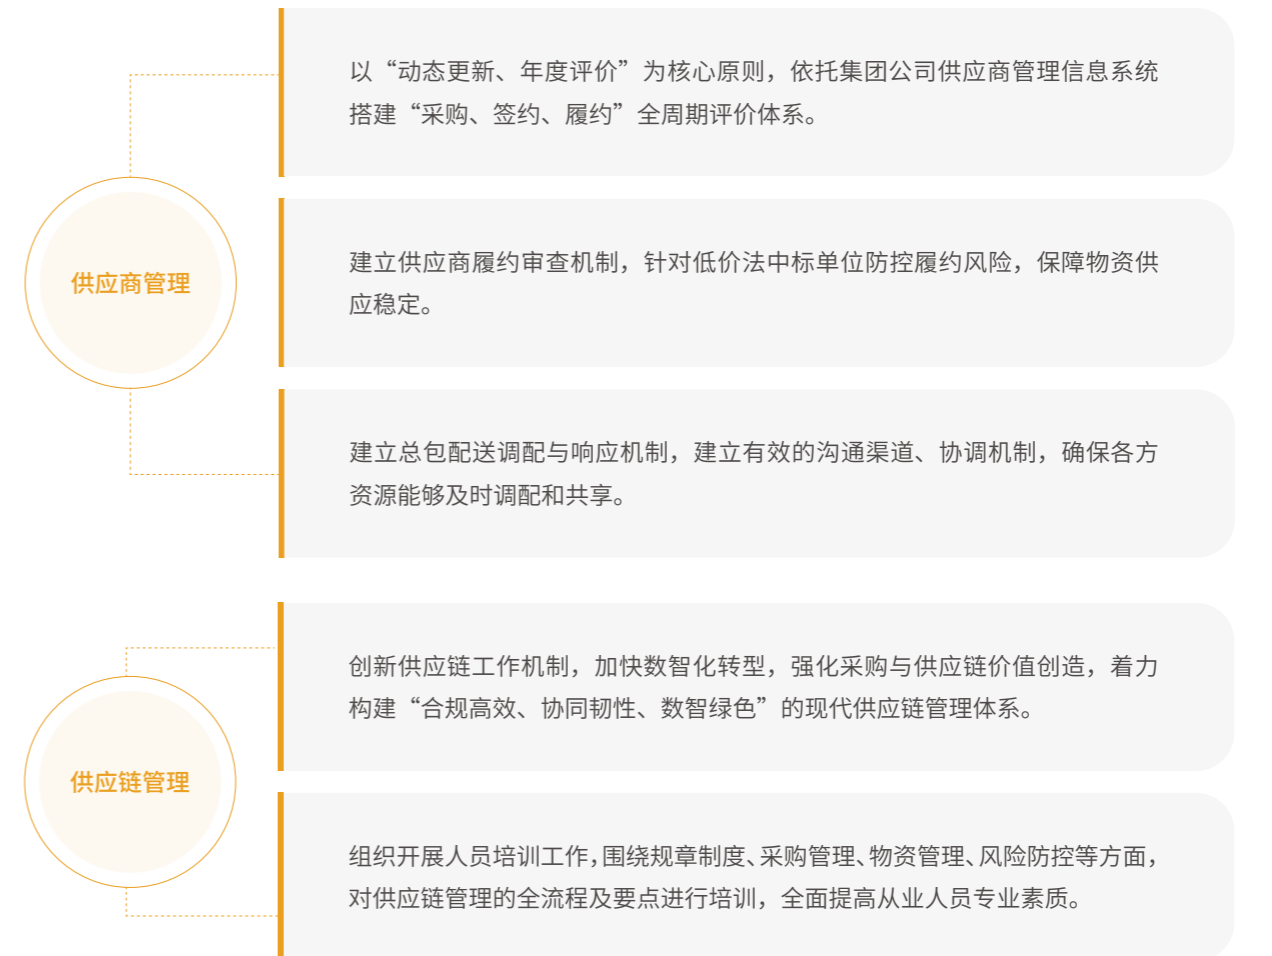 供应商管理
以“动态更新、年度评价”为核心原则，依托集团公司供应商管理信息系统
搭建“采购、签约、履约”全周期评价体系。
建立供应商履约审查机制，针对低价法中标单位防控履约风险，保障物资供
应稳定。
建立总包配送调配与响应机制，建立有效的沟通渠道、协调机制，确保各方
资源能够及时调配和共享。
供应链管理
创新供应链工作机制，加快数智化转型，强化采购与供应链价值创造，着力
构建“合规高效、协同韧性、数智绿色”的现代供应链管理体系。
组织开展人员培训工作，围绕规章制度、采购管理、物资管理、风险防控等方面，
对供应链管理的全流程及要点进行培训，全面提高从业人员专业素质。